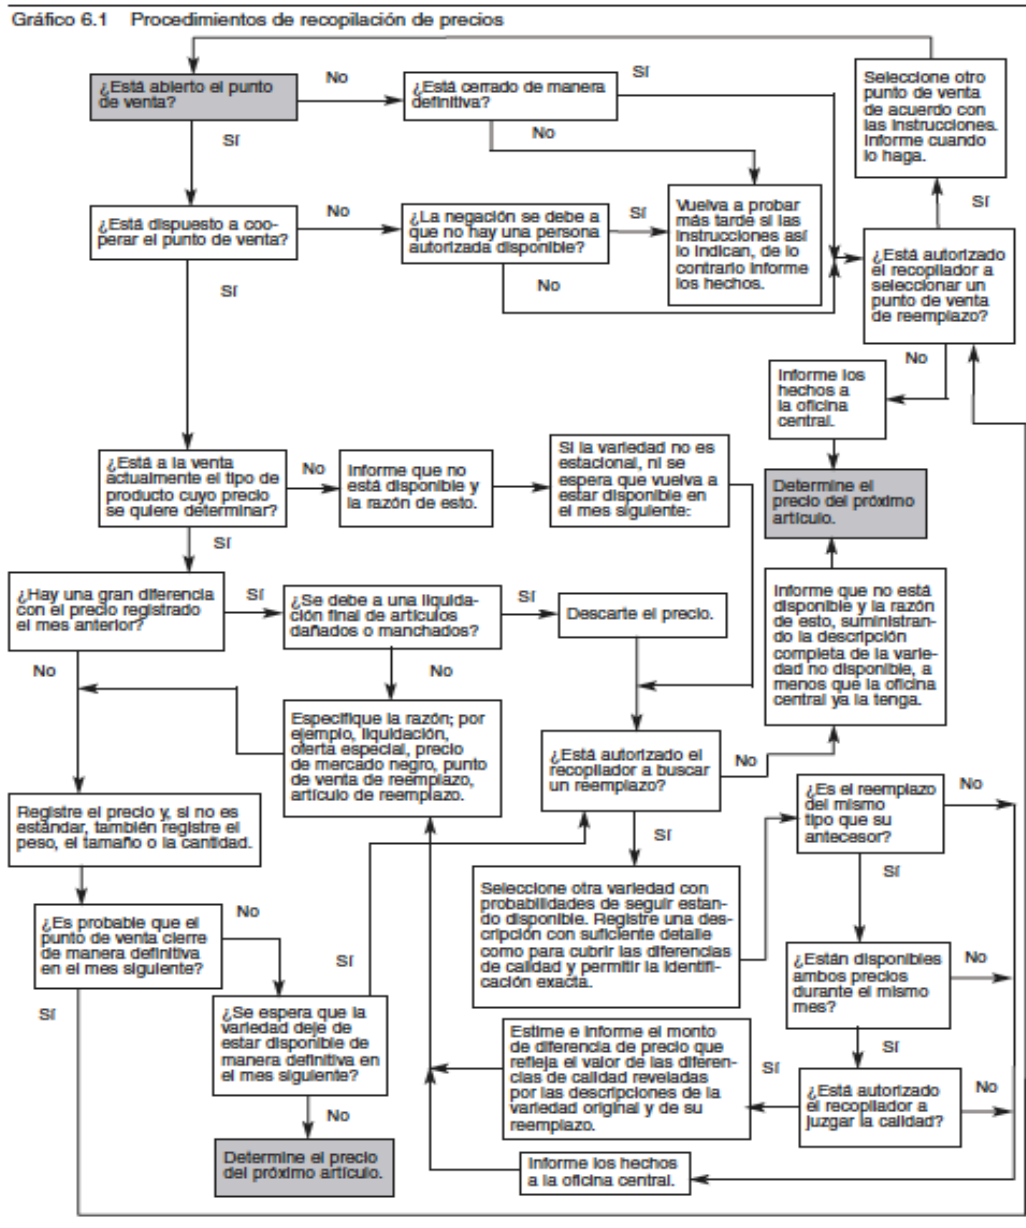 Gráfico 6.1 Procedimientos de recopilación de precios
¿Está abierto el punto
de venta?
No
¿Está cerrado de manera
definitiva?
Sí
Seleccione otro
punto de venta
de acuerdo con
las instrucciones.
Informe cuando
lo haga.
Sí
No
Sí
¿Está dispuesto a coo-
perar el punto de venta?
No
¿La negación se debe a
que no hay una persona
autorizada disponible?
Sí
Vuelva a probar
más tarde si las
instrucciones así
lo indican, de lo
contrario informe
los hechos.
¿Está autorizado
el recopilador a
seleccionar un
punto de venta
de reemplazo?
Sí
No
No
Informe los
hechos a
la oficina
central.
¿Está a la venta
actualmente el tipo de
producto cuyo precio
se quiere determinar?
No
Informe que no
está disponible y
la razón de esto.
Si la variedad no es
estacional, ni se
espera que vuelva a
estar disponible en
el mes siguiente:
Determine el
precio del próximo
artículo.
Sí
¿Hay una gran diferencia
con el precio registrado
el mes anterior?
Sí
¿Se debe a una liquida-
ción final de artículos
dañados o manchados?
Sí
Descarte el precio.
Informe que no está
disponible y la razón
de esto, suministran-
do la descripción
completa de la varie-
dad no disponible, a
menos que la oficina
central ya la tenga.
No
No
Especifique la razón; por
ejemplo, liquidación,
oferta especial, precio
de mercado negro, punto
de venta de reemplazo,
artículo de reemplazo.
¿Está autorizado el
recopilador a buscar
un reemplazo?
No
¿Es el reemplazo
del mismo
tipo que su
antecesor?
No
Registre el precio y, si no es
estándar, también registre el
peso, el tamaño o la cantidad.
Sí
Sí
Seleccione otra variedad con
probabilidades de seguir estan-
do disponible. Registre una des-
cripción con suficiente detalle
como para cubrir las diferencias
de calidad y permitir la identifi-
cación exacta.
¿Es probable que el
punto de venta cierre
de manera definitiva
en el mes siguiente?
No
Sí
¿Están disponibles
ambos precios
durante el mismo
mes?
No
Sí
¿Se espera que la
variedad deje de
estar disponible de
manera definitiva en
el mes siguiente?
Estime e informe el monto
de diferencia de precio que
refleja el valor de las diferen-
cias de calidad reveladas
por las descripciones de la
variedad original y de su
reemplazo.
Sí
Sí
¿Está autorizado
el recopilador a
juzgar la calidad?
No
No
Determine el precio
del próximo artículo.
Informe los hechos
a la oficina central.